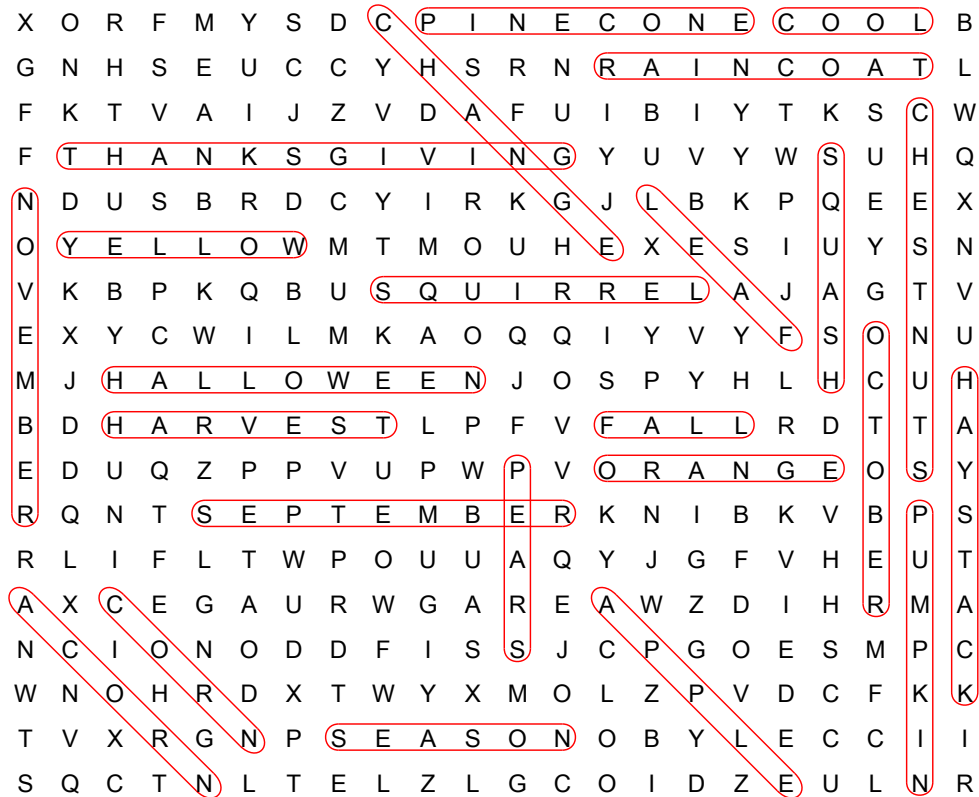 X O R F M Y S D C P I N E C O N E C O O L B
G N H S E U C C Y H S R N R A I N C O A T L
F K T V A I J Z V D A F U I B I Y T K S C W
F T H A N K S G I V I N G Y U V Y W S U H Q
N D U S B R D C Y I R K G J L B K P Q E E X
O Y E L L O W M T M O U H E X E S I U Y S N
V K B P K Q B U S Q U I R R E L A J A G T V
E X Y C W I L M K A O Q Q I Y V Y F S O N U
M J H A L L O W E E N J O S P Y H L H C U H
B D H A R V E S T L P F V F A L L R D T T A
E D U Q Z P P V U P W P V O R A N G E O S Y
R Q N T S E P T E M B E R K N I B K V B P S
R L I F L T W P O U U A Q Y J G F V H E U T
A X C E G A U R W G A R E A W Z D I H R M A
N C I O N O D D F I S S J C P G O E S M P C
W N O H R D X T W Y X M O L Z P V D C F K K
T V X R G N P S E A S O N O B Y L E C C I I
S Q C T N L T E L Z L G C O I D Z E U L N R